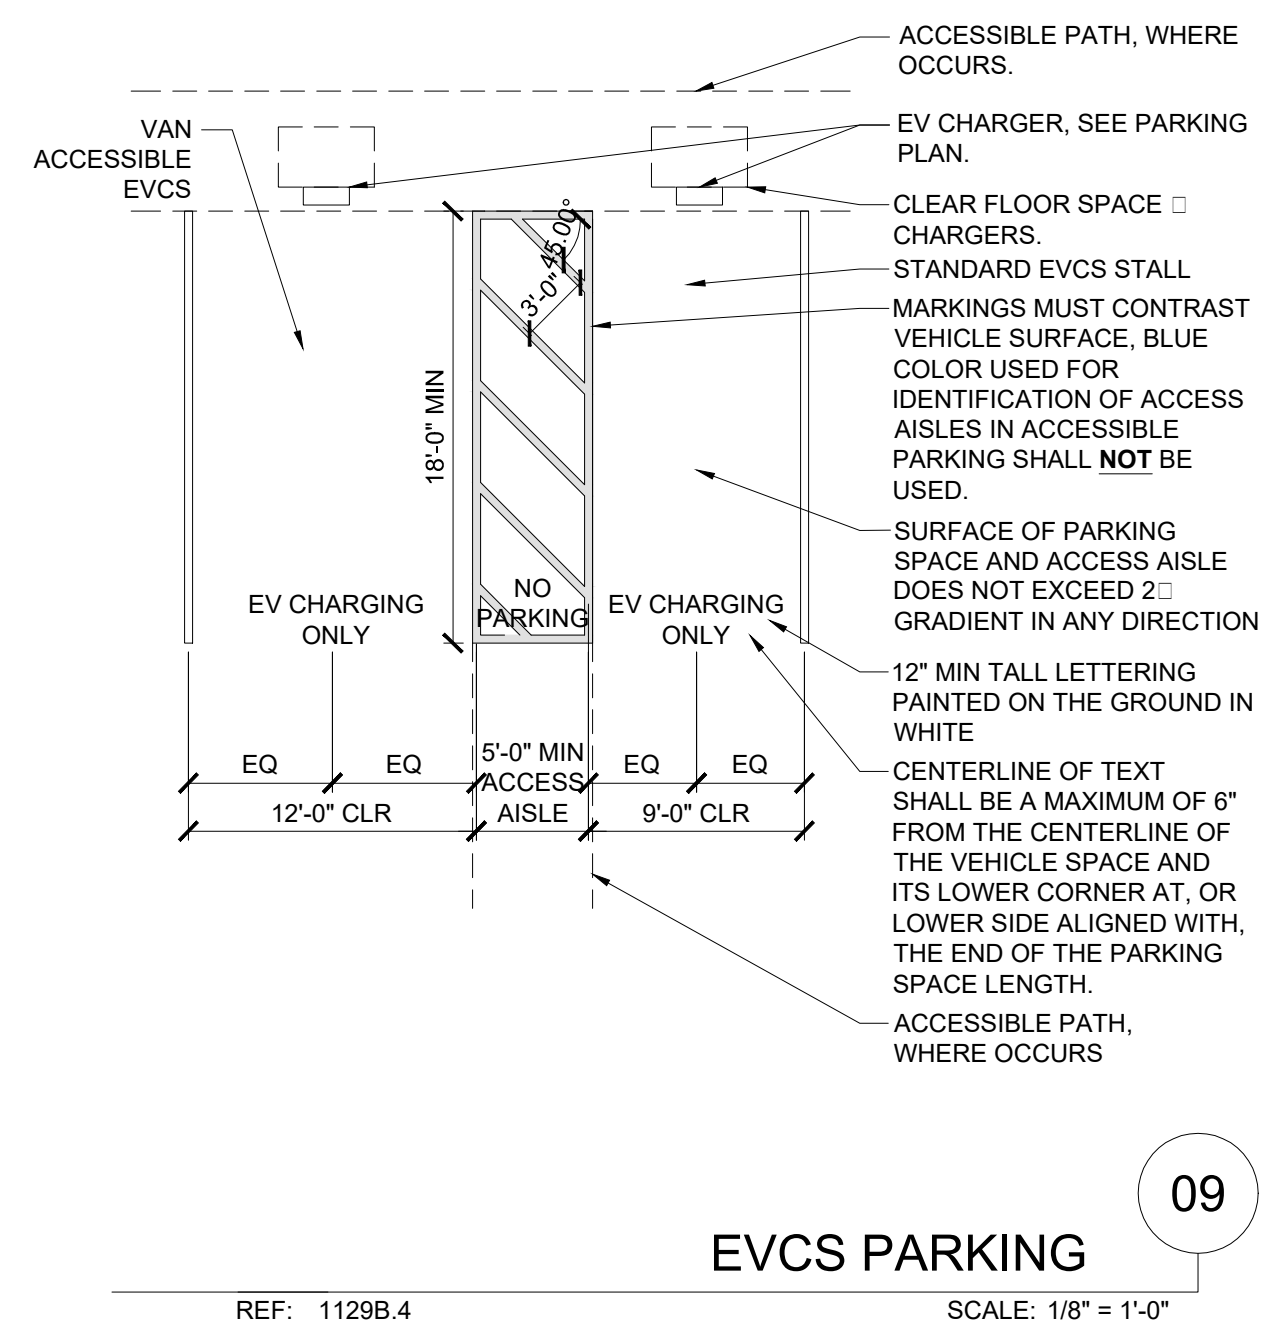 ACCESSIBLE PATH, WHERE
OCCURS.
EV CHARGER, SEE PARKING
PLAN.
VAN
ACCESSIBLE
EVCS
CLEAR FLOOR SPACE □
CHARGERS.
STANDARD EVCS STALL
45.00°
3'-0"
MARKINGS MUST CONTRAST
VEHICLE SURFACE, BLUE
COLOR USED FOR
IDENTIFICATION OF ACCESS
AISLES IN ACCESSIBLE
PARKING SHALL NOT BE
USED.
18'-0" MIN
SURFACE OF PARKING
SPACE AND ACCESS AISLE
DOES NOT EXCEED 2□
GRADIENT IN ANY DIRECTION
EV CHARGING
ONLY
NO
PARKING
EV CHARGING
ONLY
12" MIN TALL LETTERING
PAINTED ON THE GROUND IN
WHITE
EQ
EQ
5'-0" MIN
ACCESS
AISLE
EQ
EQ
12'-0" CLR
9'-0" CLR
CENTERLINE OF TEXT
SHALL BE A MAXIMUM OF 6"
FROM THE CENTERLINE OF
THE VEHICLE SPACE AND
ITS LOWER CORNER AT, OR
LOWER SIDE ALIGNED WITH,
THE END OF THE PARKING
SPACE LENGTH.
ACCESSIBLE PATH,
WHERE OCCURS
09
EVCS PARKING
REF: 1129B.4
SCALE: 1/8" = 1'-0"